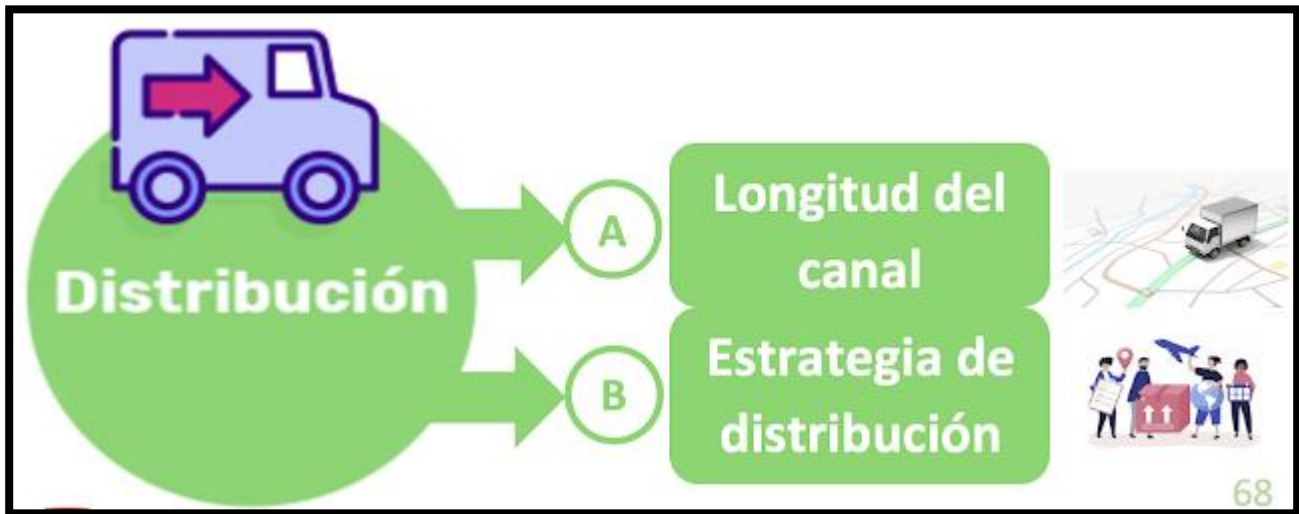 Distribución
A
Longitud del
canal
B
Estrategia de
distribución
68